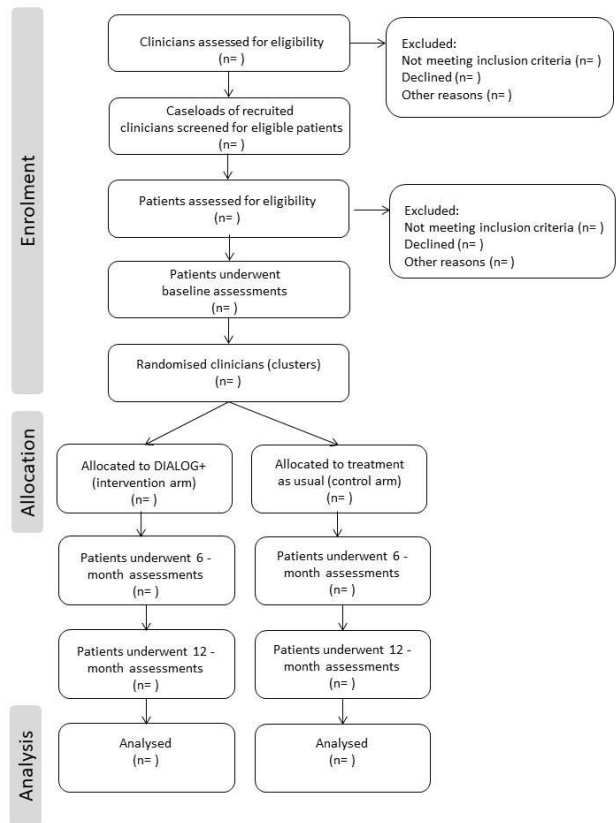 Enrolment
Clinicians assessed for eligibility
(n= )
Excluded:
Not meeting inclusion criteria (n= )
Declined (n= )
Other reasons (n= )
Caseloads of recruited
clinicians screened for eligible patients
(n= )
Patients assessed for eligibility
(n= )
Excluded:
Not meeting inclusion criteria (n= )
Declined (n= )
Other reasons (n= )
Patients underwent
baseline assessments
(n= )
Randomised clinicians (clusters)
(n= )
Allocation
Allocated to DIALOG+
(intervention arm)
(n= )
Allocated to treatment
as usual (control arm)
(n= )
Patients underwent 6 -
month assessments
(n= )
Patients underwent 6 -
month assessments
(n= )
Patients underwent 12 -
month assessments
(n= )
Patients underwent 12 -
month assessments
(n= )
Analysis
Analysed
(n= )
Analysed
(n= )